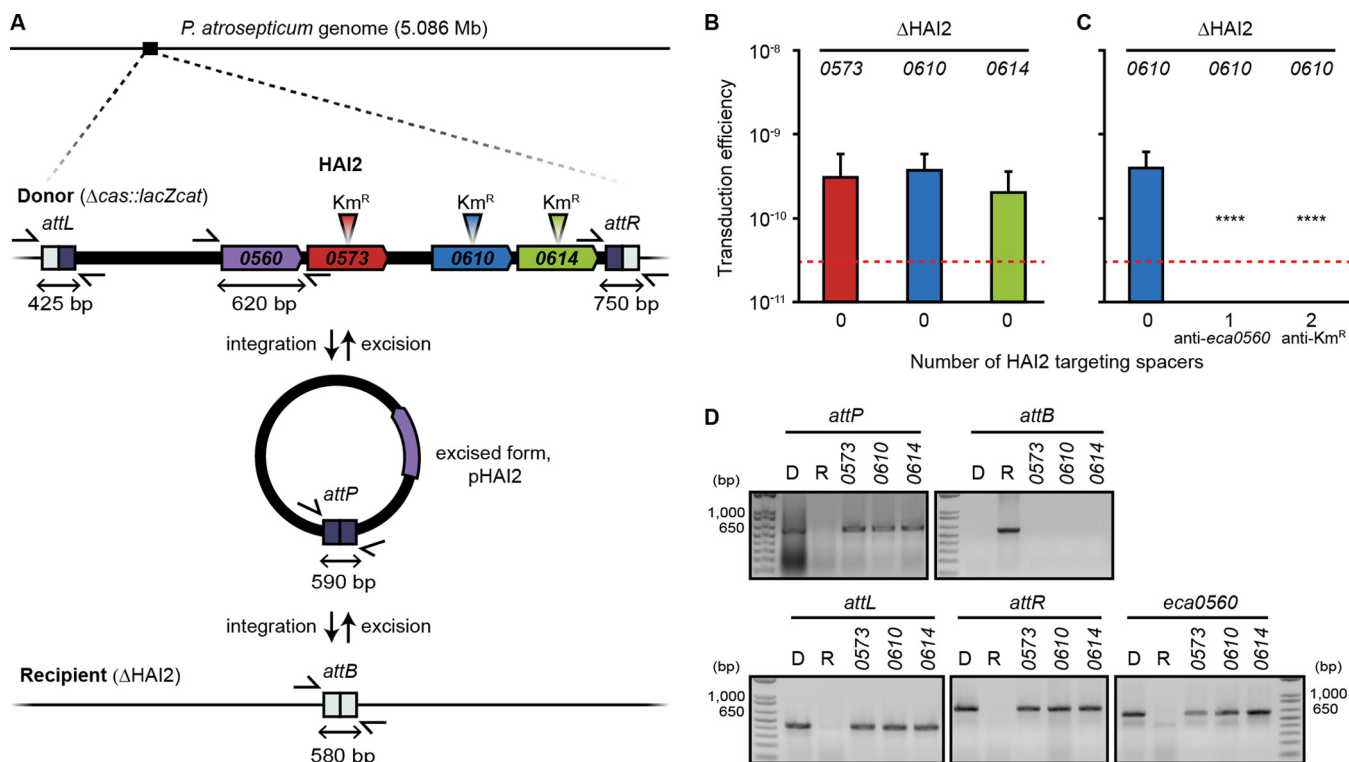 A
P. atrosepticum genome (5.086 Mb)
HAI2
Donor (Δcas::lacZcat)
KmR KmR KmR
attL attR
0560 0573 0610 0614
425 bp 620 bp 750 bp
integration excision
excised form,
pHAI2
attP
590 bp
integration excision
Recipient (ΔHAI2)
attB
580 bp
B
ΔHAI2
0573 0610 0614
Transduction efficiency
10-8
10-9
10-10
10-11
0 0 0
C
ΔHAI2
0610 0610 0610
**** ****
0 1 2
anti-eca0560 anti-KmR
Number of HAI2 targeting spacers
D
attP attB
(bp) D R 0573 0610 0614 D R 0573 0610 0614
1,000
650
attL attR eca0560
(bp) D R 0573 0610 0614 D R 0573 0610 0614 D R 0573 0610 0614 (bp)
1,000 1,000
650 650